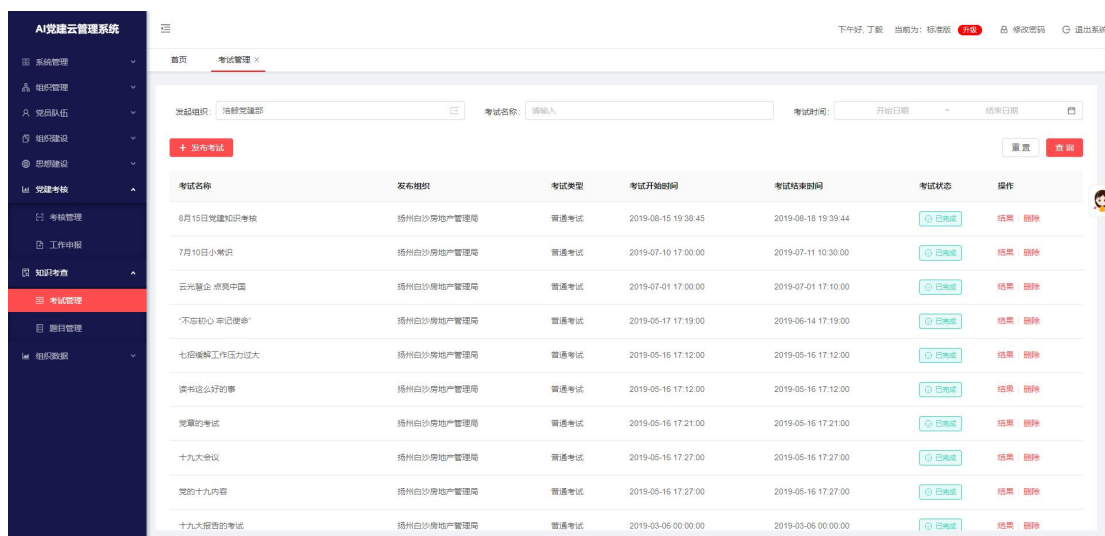 AI党建云管理系统
下午好, 丁毅 当前为: 标准版 升级 修改密码 退出系统
系统管理
首页 考试管理 ×
组织管理
党员队伍
发起组织: 浩鲸党建部 考试名称: 请输入 考试时间: 开始日期 ~ 结束日期
组织建设
+ 发布考试 重置 查询
思想建设
党建考核
考试名称 发布组织 考试类型 考试开始时间 考试结束时间 考试状态 操作
考核管理
8月15日党建知识考核 扬州白沙房地产管理局 普通考试 2019-08-15 19:38:45 2019-08-18 19:39:44 已完成 结果 删除
工作申报
7月10日小常识 扬州白沙房地产管理局 普通考试 2019-07-10 17:00:00 2019-07-11 10:30:00 已完成 结果 删除
知识考查
云光慧企 点亮中国 扬州白沙房地产管理局 普通考试 2019-07-01 17:00:00 2019-07-01 17:10:00 已完成 结果 删除
考试管理
“不忘初心 牢记使命” 扬州白沙房地产管理局 普通考试 2019-05-17 17:19:00 2019-06-14 17:19:00 已完成 结果 删除
题目管理
组织数据
七招缓解工作压力过大 扬州白沙房地产管理局 普通考试 2019-05-16 17:12:00 2019-05-16 17:12:00 已完成 结果 删除
读书这么好的事 扬州白沙房地产管理局 普通考试 2019-05-16 17:12:00 2019-05-16 17:12:00 已完成 结果 删除
党章的考试 扬州白沙房地产管理局 普通考试 2019-05-16 17:21:00 2019-05-16 17:21:00 已完成 结果 删除
十九大会议 扬州白沙房地产管理局 普通考试 2019-05-16 17:27:00 2019-05-16 17:27:00 已完成 结果 删除
党的十九内容 扬州白沙房地产管理局 普通考试 2019-05-16 17:27:00 2019-05-16 17:27:00 已完成 结果 删除
十九大报告的考试 扬州白沙房地产管理局 普通考试 2019-03-06 00:00:00 2019-03-06 00:00:00 已完成 结果 删除